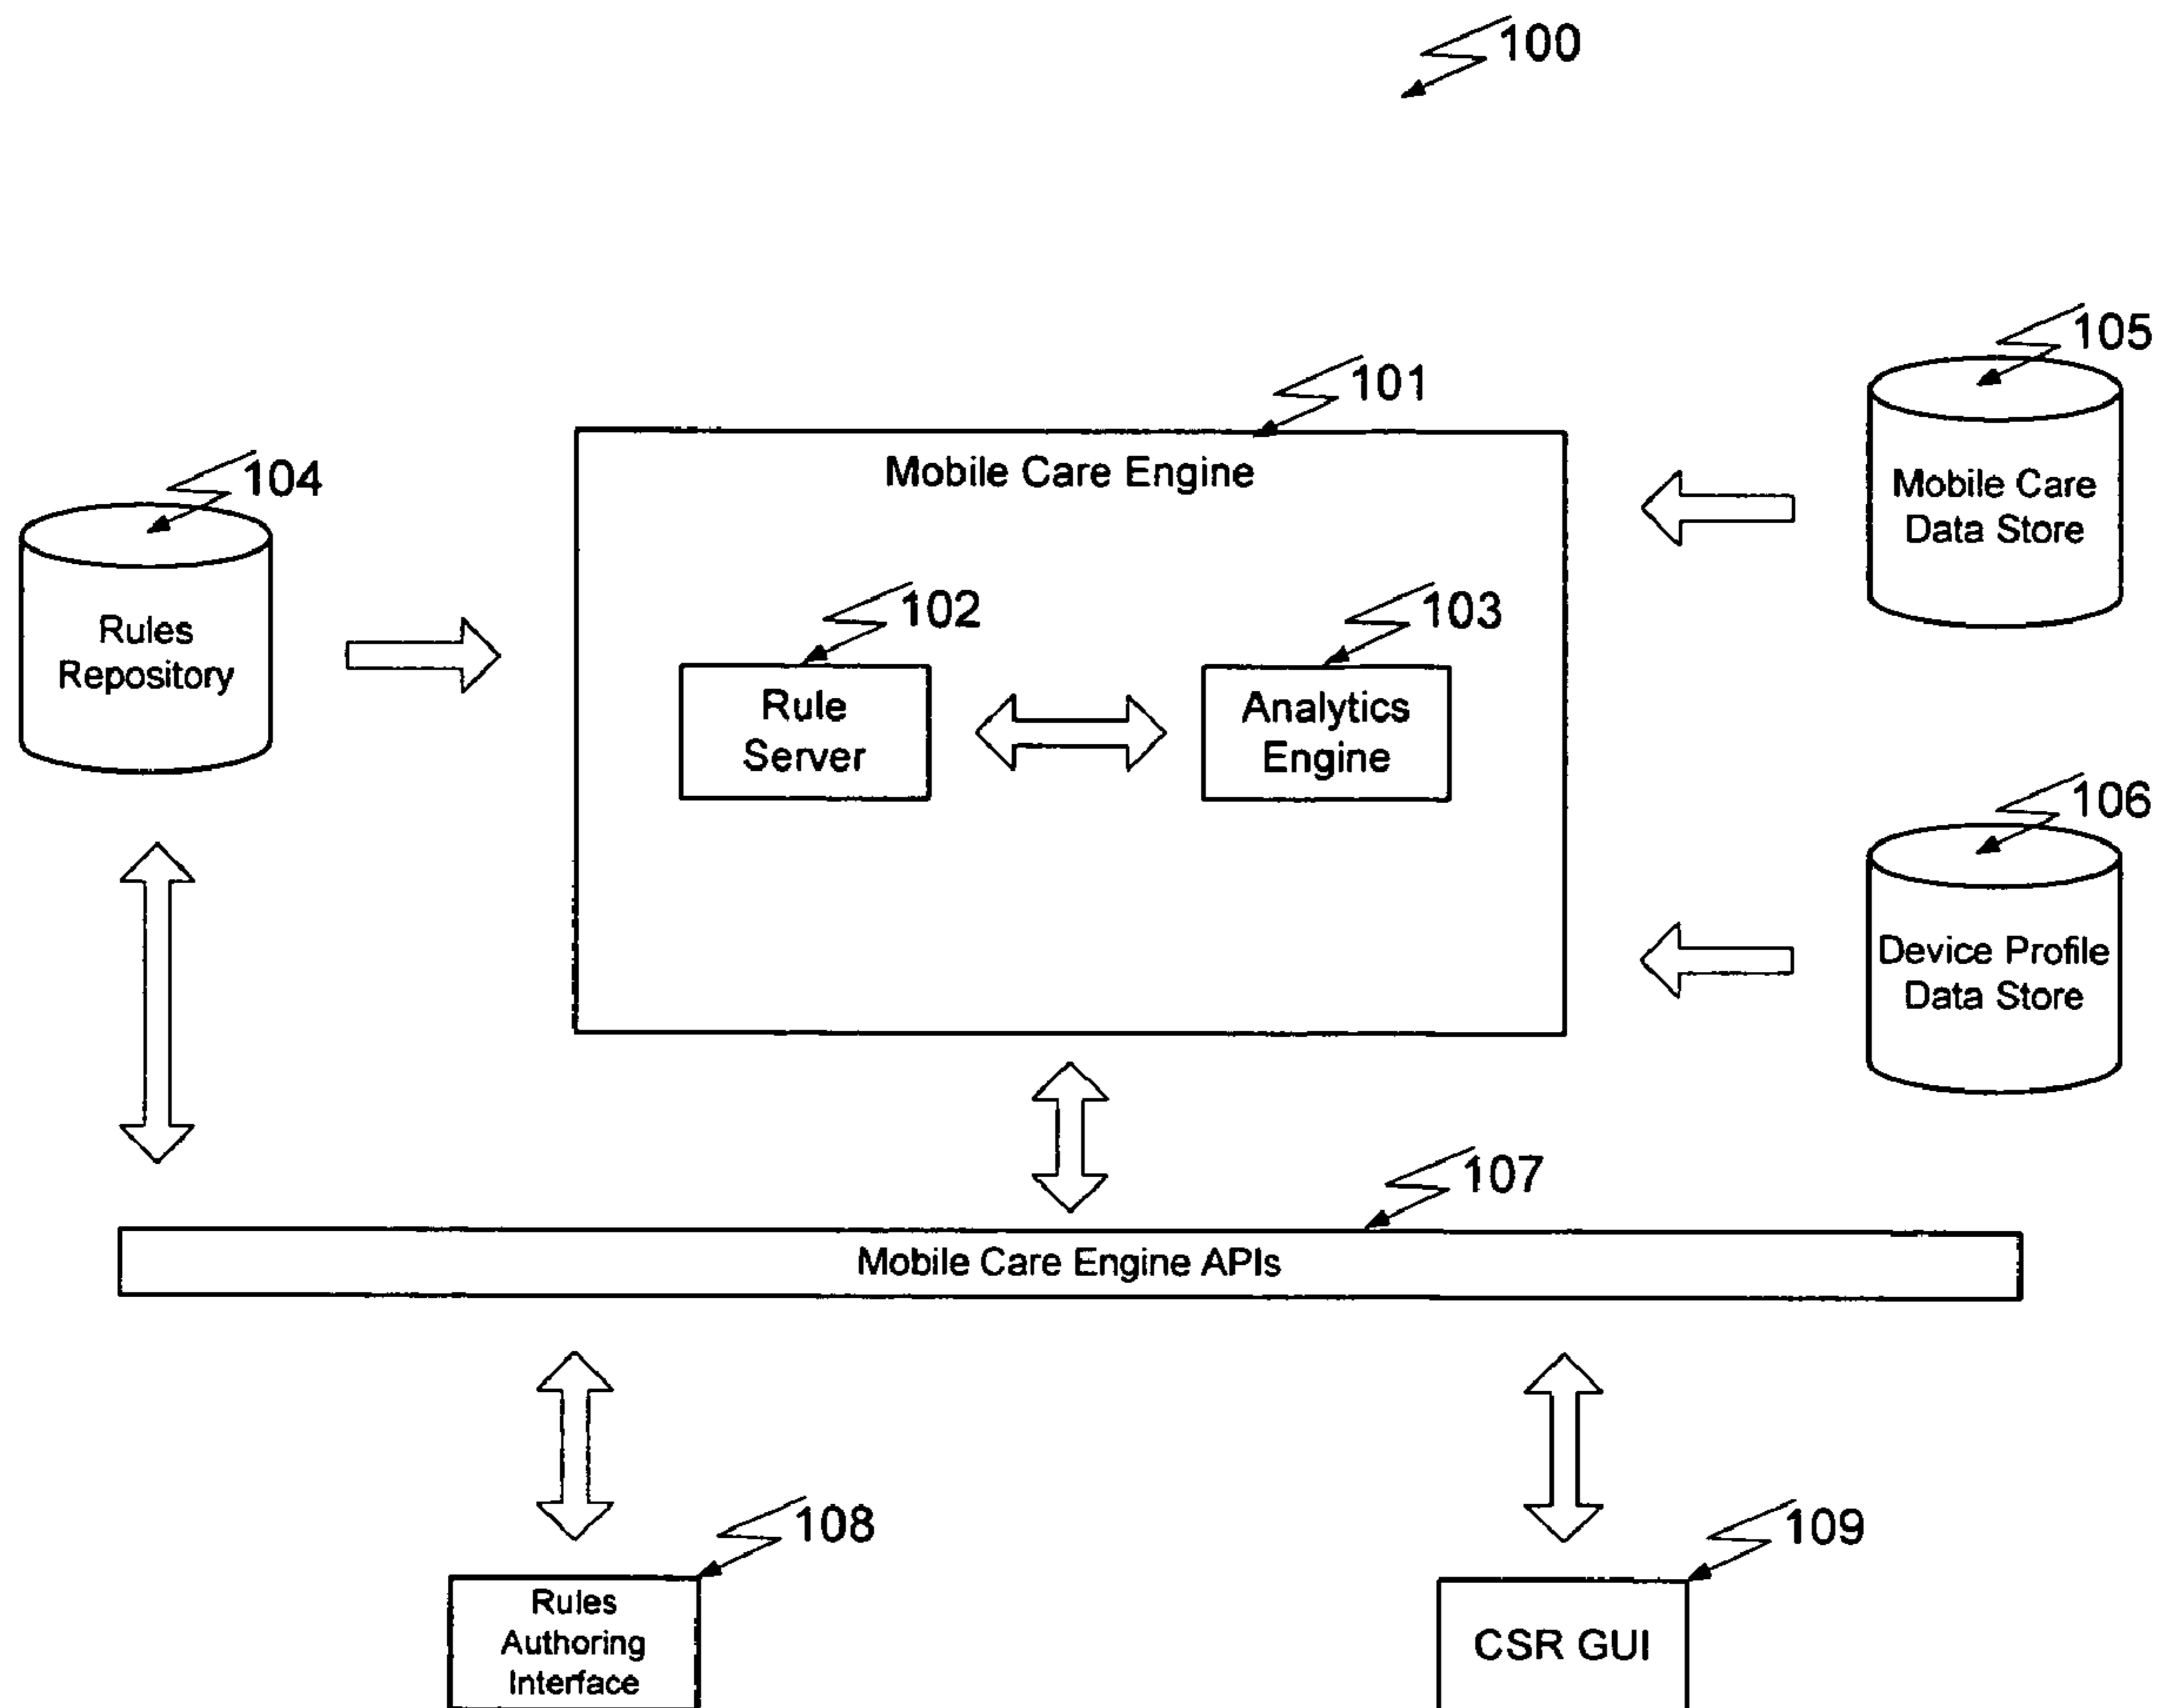 100
105
101
Mobile Care Engine
104
Mobile Care
Data Store
102
103
Rules
Repository
Rule
Server
Analytics
Engine
106
Device Profile
Data Store
107
Mobile Care Engine APIs
108
109
Rules
Authoring
Interface
CSR GUI